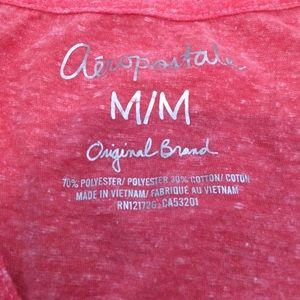 Aéropostale
M/M
Original Brand
70% POLYESTER/ POLYESTER 30% COTTON/ COTON
MADE IN VIETNAM/ FABRIQUÉ AU VIETNAM
RN121726 CA53201